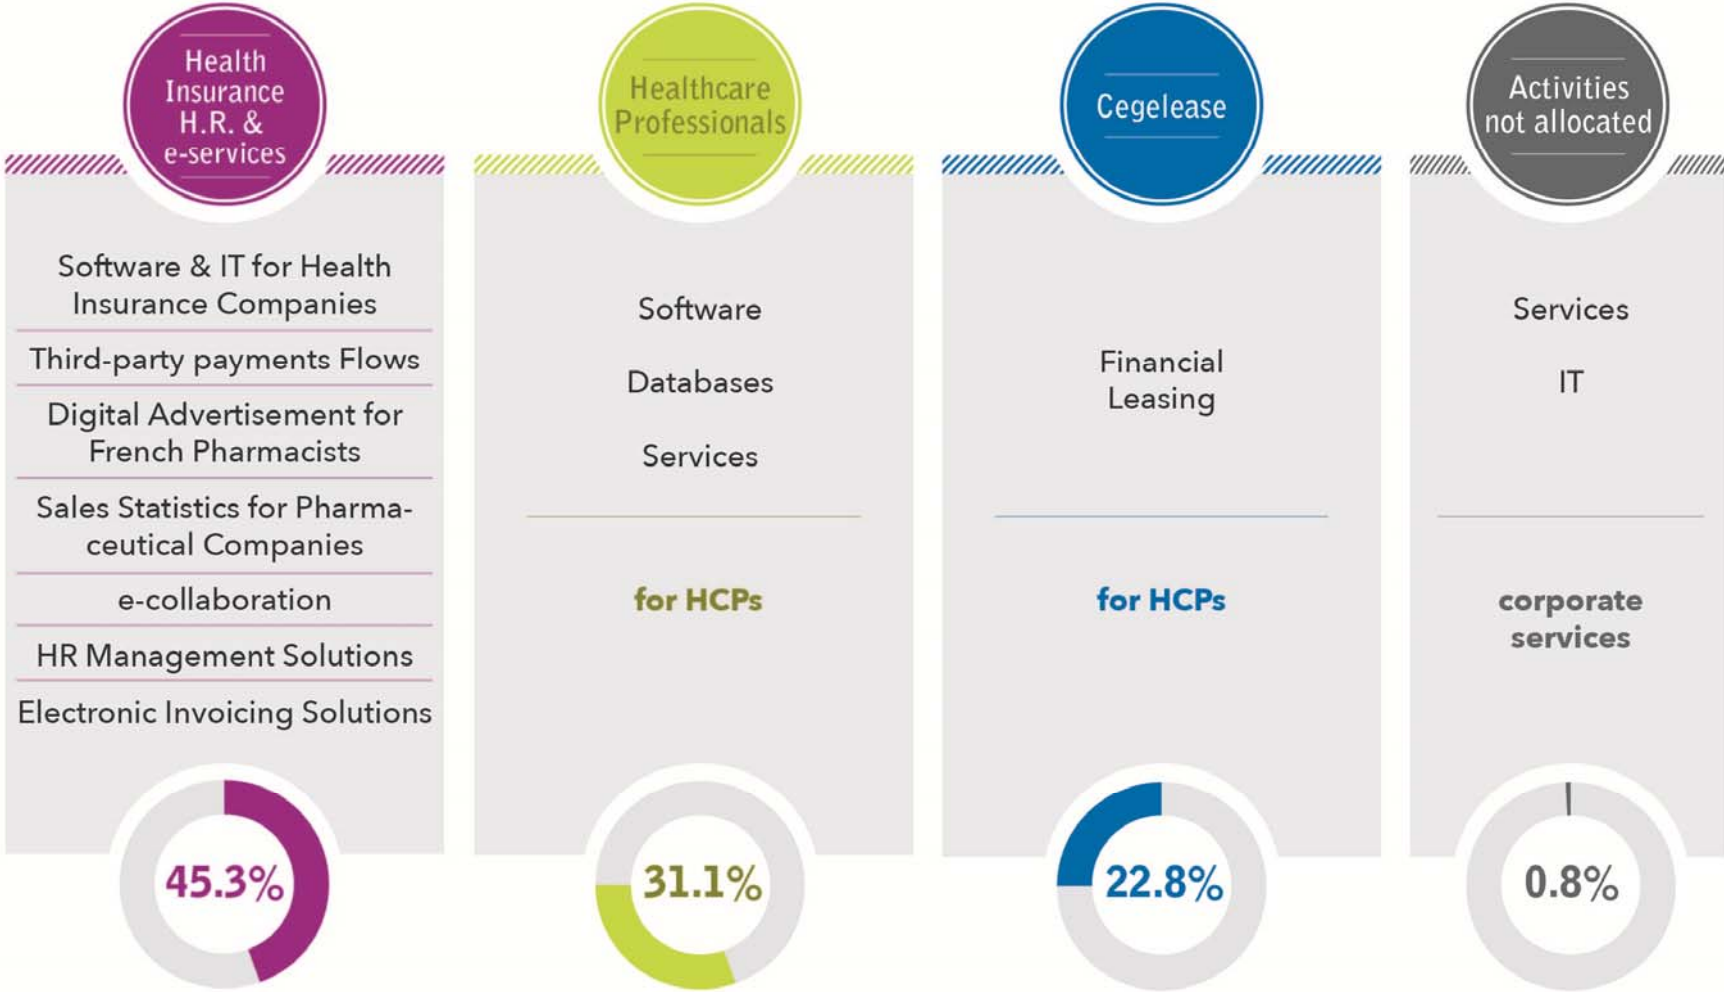 Health
Insurance
H.R. &
e-services
Software & IT for Health
Insurance Companies
Third-party payments Flows
Digital Advertisement for
French Pharmacists
Sales Statistics for Pharma-
ceutical Companies
e-collaboration
HR Management Solutions
Electronic Invoicing Solutions
45.3%
Healthcare
Professionals
Software
Databases
Services
for HCPs
31.1%
Cegelease
Financial
Leasing
for HCPs
22.8%
Activities
not allocated
Services
IT
corporate
services
0.8%